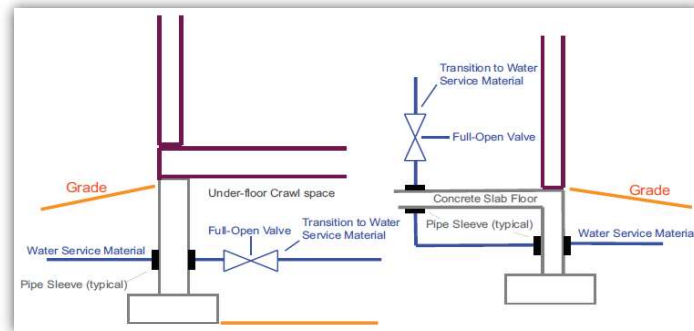 Grade
Under-floor Crawl space
Full-Open Valve
Transition to Water
Service Material
Water Service Material
Pipe Sleeve (typical)
Transition to Water
Service Material
Full-Open Valve
Concrete Slab Floor
Grade
Pipe Sleeve (typical)
Water Service Material